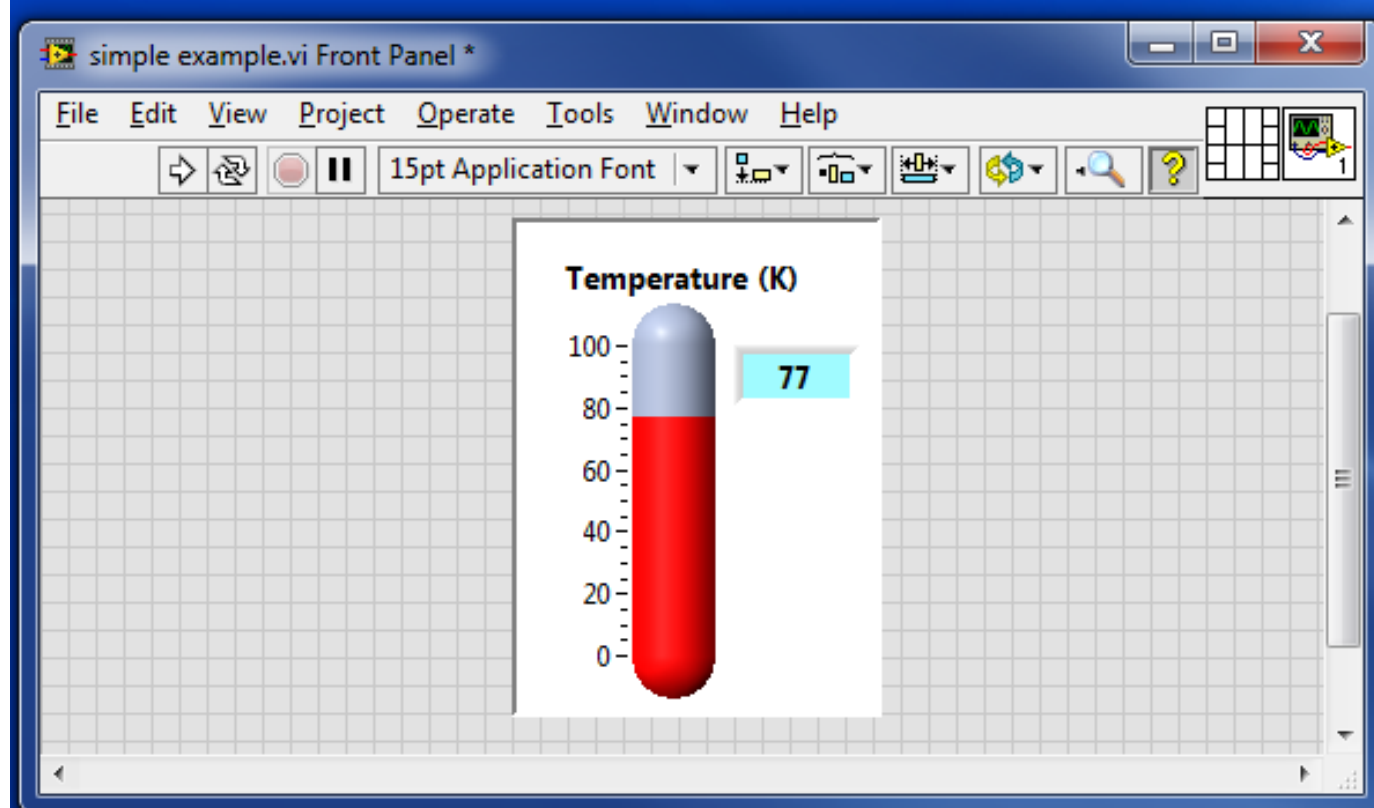 simple example.vi Front Panel *
File Edit View Project Operate Tools Window Help
15pt Application Font
1
Temperature (K)
100
77
80
60
40
20
0